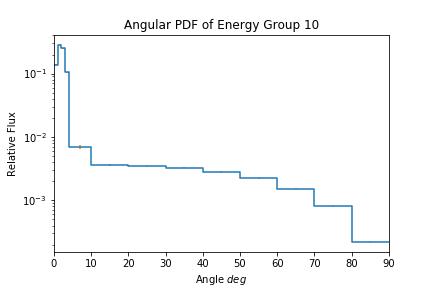 Angular PDF of Energy Group 10
Relative Flux
10⁻¹
10⁻²
10⁻³
0 10 20 30 40 50 60 70 80 90
Angle deg